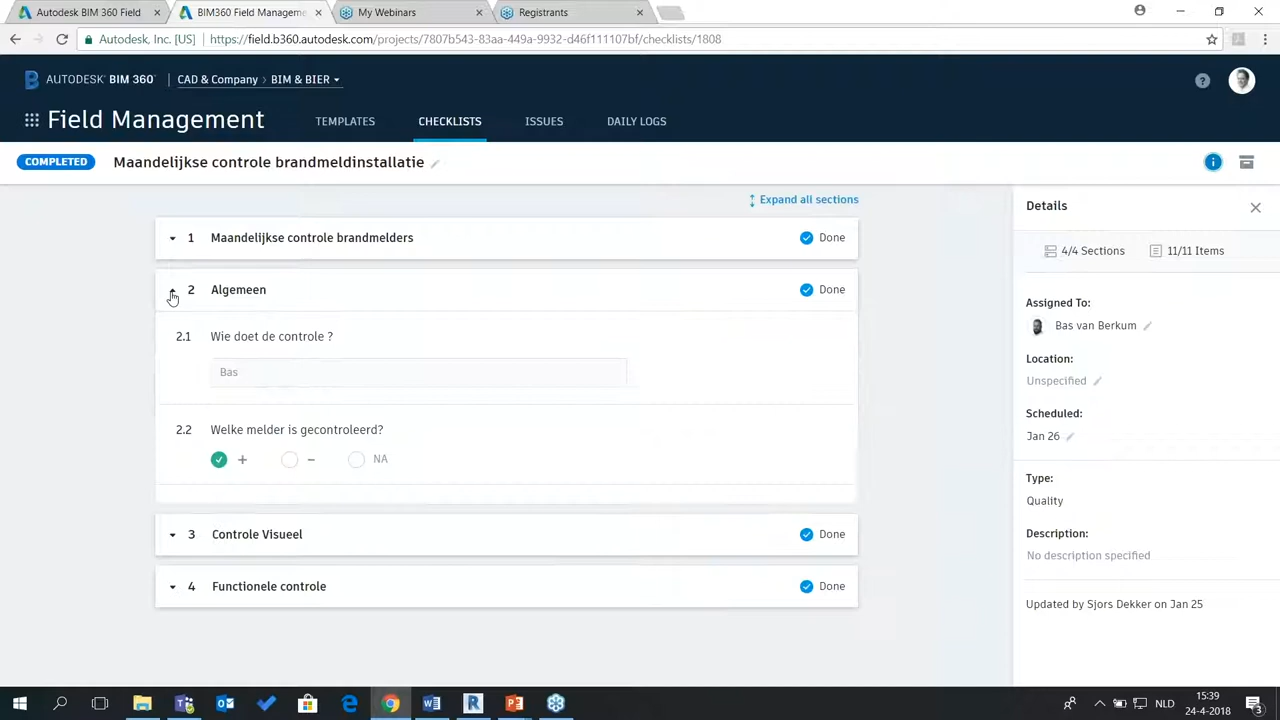 Autodesk BIM 360 Field
BIM360 Field Manageme
My Webinars
Registrants
Autodesk, Inc. [US] https://field.b360.autodesk.com/projects/7807b543-83aa-449a-9932-d46f111107bf/checklists/1808
AUTODESK® BIM 360® CAD & Company > BIM & BIER
Field Management TEMPLATES CHECKLISTS ISSUES DAILY LOGS
COMPLETED Maandelijkse controle brandmeldinstallatie
Expand all sections
1 Maandelijkse controle brandmelders Done
2 Algemeen Done
2.1 Wie doet de controle ?
Bas
2.2 Welke melder is gecontroleerd?
+ – NA
3 Controle Visueel Done
4 Functionele controle Done
Details
4/4 Sections 11/11 Items
Assigned To:
Bas van Berkum
Location:
Unspecified
Scheduled:
Jan 26
Type:
Quality
Description:
No description specified
Updated by Sjors Dekker on Jan 25
NLD 15:39
24-4-2018 3